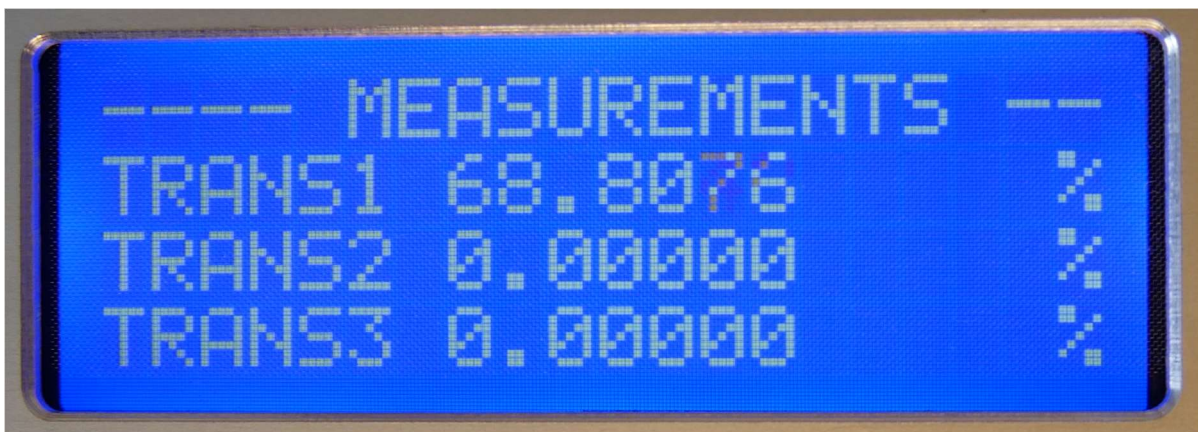 ---- MEASUREMENTS --
TRANS1 68.8076 %
TRANS2 0.00000 %
TRANS3 0.00000 %